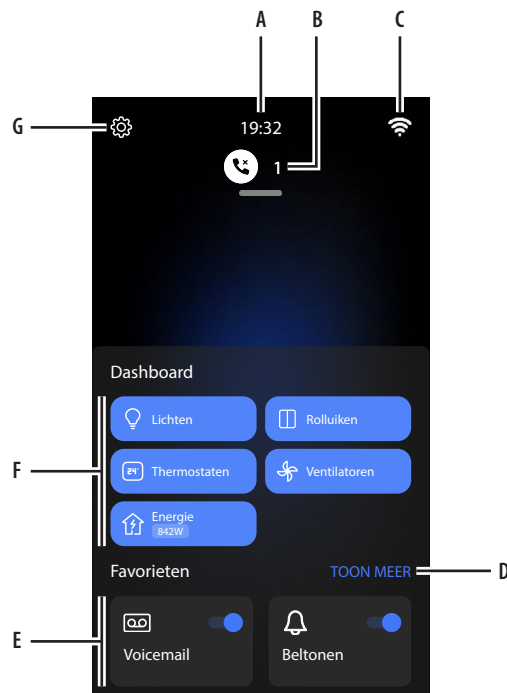 A B C
G 19:32
1
Dashboard
Lichten Rolluiken
F 24° Thermostaten Ventilatoren
Energie
842W
Favorieten TOON MEER D
E Voicemail Beltonen